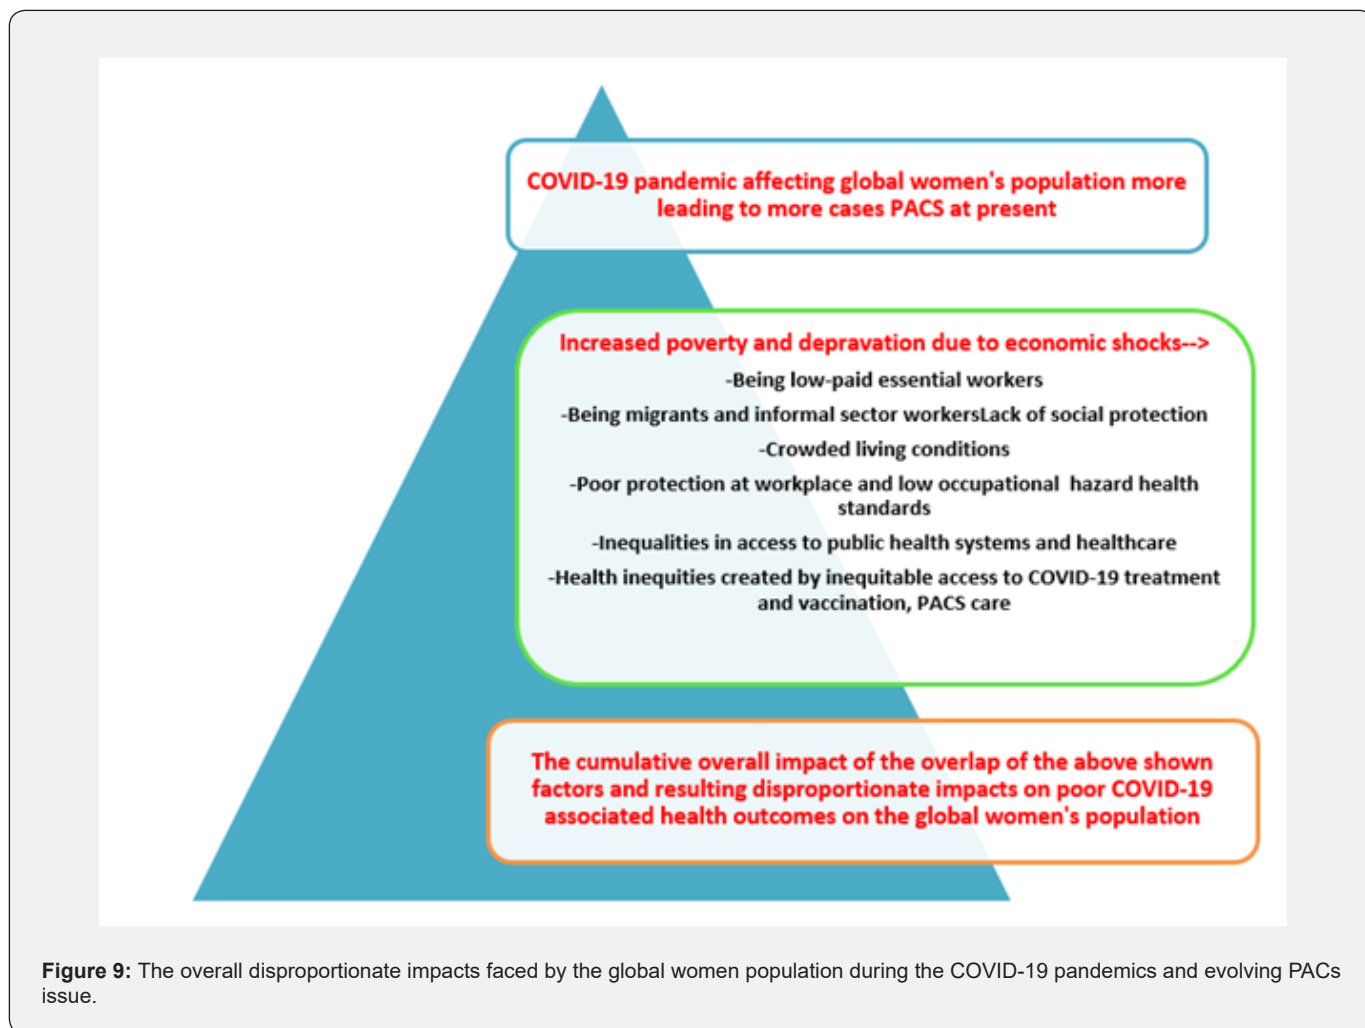 COVID-19 pandemic affecting global women's population more
leading to more cases PACS at present
Increased poverty and depravation due to economic shocks-->
-Being low-paid essential workers
-Being migrants and informal sector workersLack of social protection
-Crowded living conditions
-Poor protection at workplace and low occupational hazard health
standards
-Inequalities in access to public health systems and healthcare
-Health inequities created by inequitable access to COVID-19 treatment
and vaccination, PACS care
The cumulative overall impact of the overlap of the above shown
factors and resulting disproportionate impacts on poor COVID-19
associated health outcomes on the global women's population
Figure 9: The overall disproportionate impacts faced by the global women population during the COVID-19 pandemics and evolving PACs
issue.